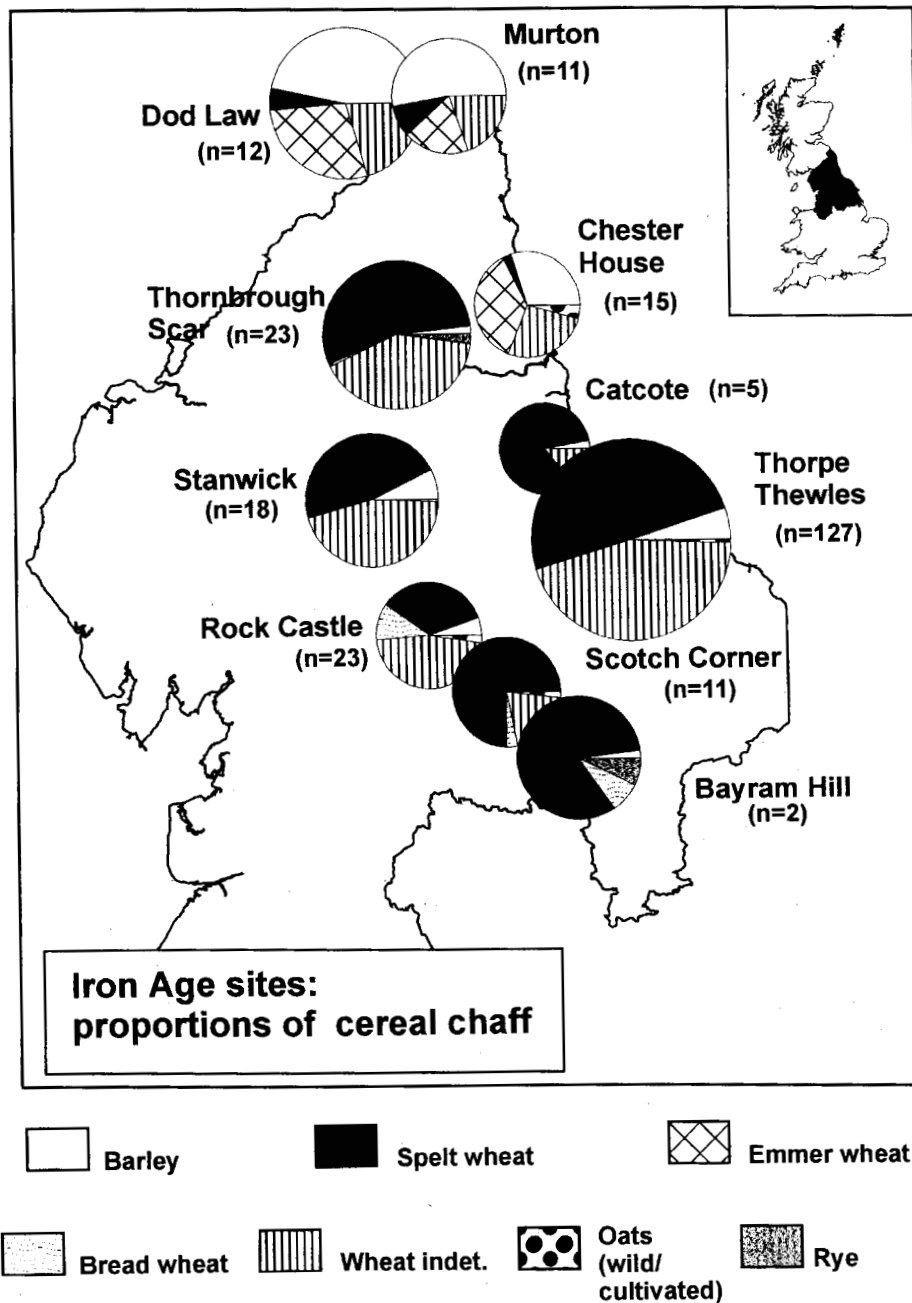 Murton
(n=11)
Dod Law
(n=12)
Chester
House
(n=15)
Thornbrough
Scar (n=23)
Catcote (n=5)
Stanwick
(n=18)
Thorpe
Thewles
(n=127)
Rock Castle
(n=23)
Scotch Corner
(n=11)
Bayram Hill
(n=2)
Iron Age sites:
proportions of cereal chaff
Barley
Spelt wheat
Emmer wheat
Bread wheat
Wheat indet.
Oats
(wild/
cultivated)
Rye